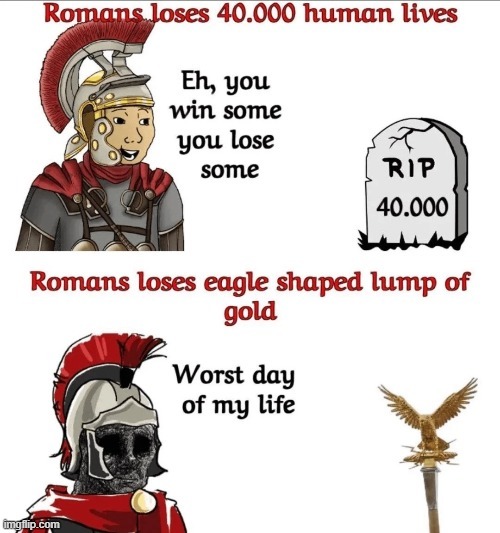 Romans loses 40.000 human lives
Eh, you
win some
you lose
some
RIP
40.000
Romans loses eagle shaped lump of
gold
Worst day
of my life
imgflip.com